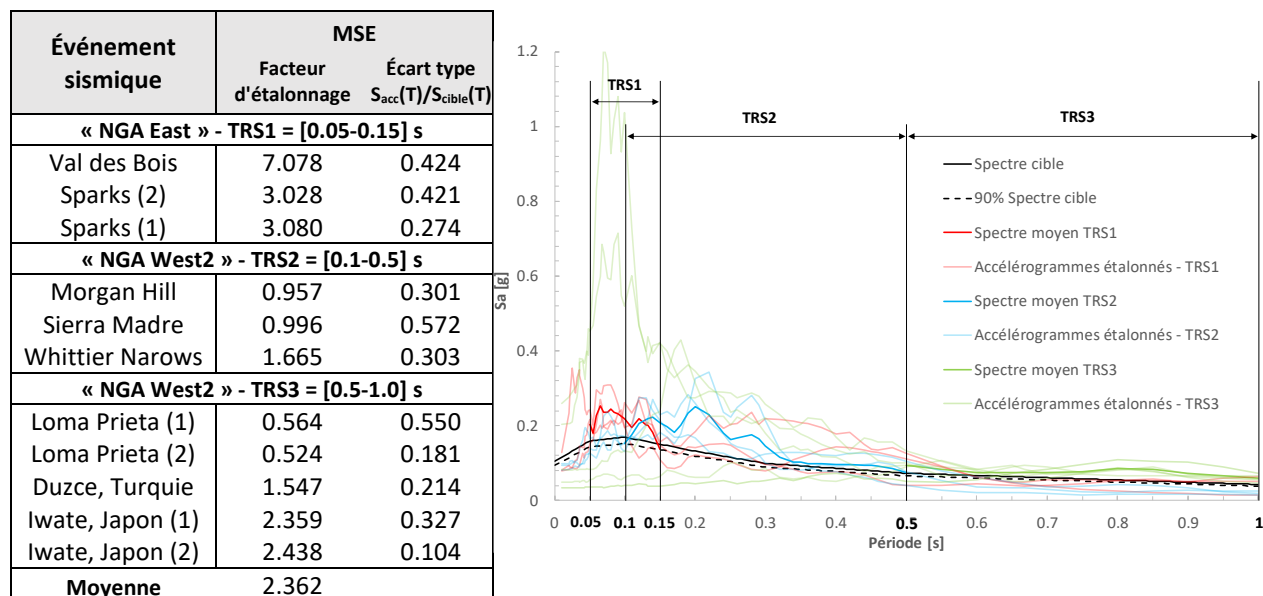 Événement sismique
MSE
Facteur d'étalonnage
Écart type Sacc(T)/Scible(T)
« NGA East » - TRS1 = [0.05-0.15] s
Val des Bois 7.078 0.424
Sparks (2) 3.028 0.421
Sparks (1) 3.080 0.274
« NGA West2 » - TRS2 = [0.1-0.5] s
Morgan Hill 0.957 0.301
Sierra Madre 0.996 0.572
Whittier Narows 1.665 0.303
« NGA West2 » - TRS3 = [0.5-1.0] s
Loma Prieta (1) 0.564 0.550
Loma Prieta (2) 0.524 0.181
Duzce, Turquie 1.547 0.214
Iwate, Japon (1) 2.359 0.327
Iwate, Japon (2) 2.438 0.104
Moyenne 2.362
1.2
1
0.8
0.6
0.4
0.2
0
Sa [g]
TRS1
TRS2
TRS3
Spectre cible
90% Spectre cible
Spectre moyen TRS1
Accélérogrammes étalonnés - TRS1
Spectre moyen TRS2
Accélérogrammes étalonnés - TRS2
Spectre moyen TRS3
Accélérogrammes étalonnés - TRS3
0 0.05 0.1 0.15 0.2 0.3 0.4 0.5 0.6 0.7 0.8 0.9 1
Période [s]